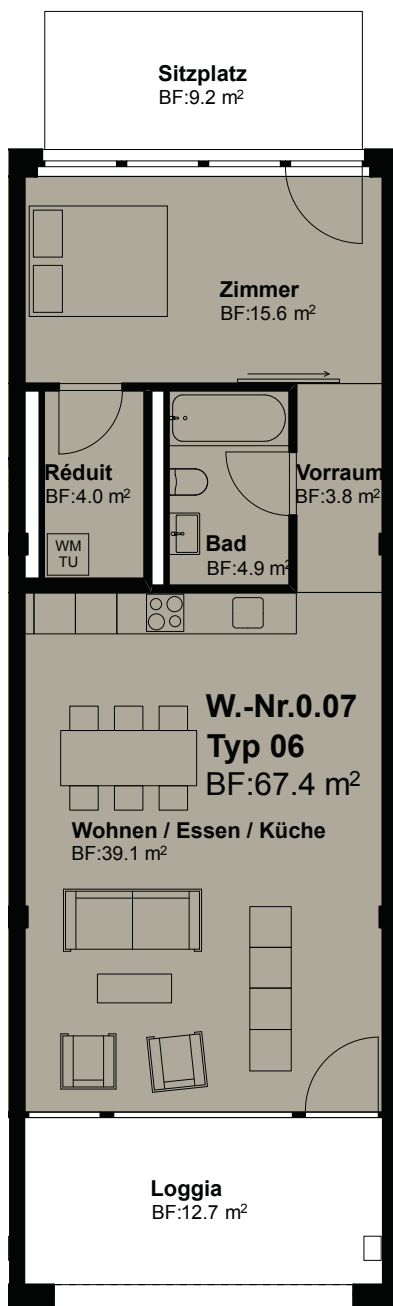 Sitzplatz
BF:9.2 m²
Zimmer
BF:15.6 m²
Réduit
BF:4.0 m²
Vorraum
BF:3.8 m²
WM
TU
Bad
BF:4.9 m²
W.-Nr.0.07
Typ 06
BF:67.4 m²
Wohnen / Essen / Küche
BF:39.1 m²
Loggia
BF:12.7 m²